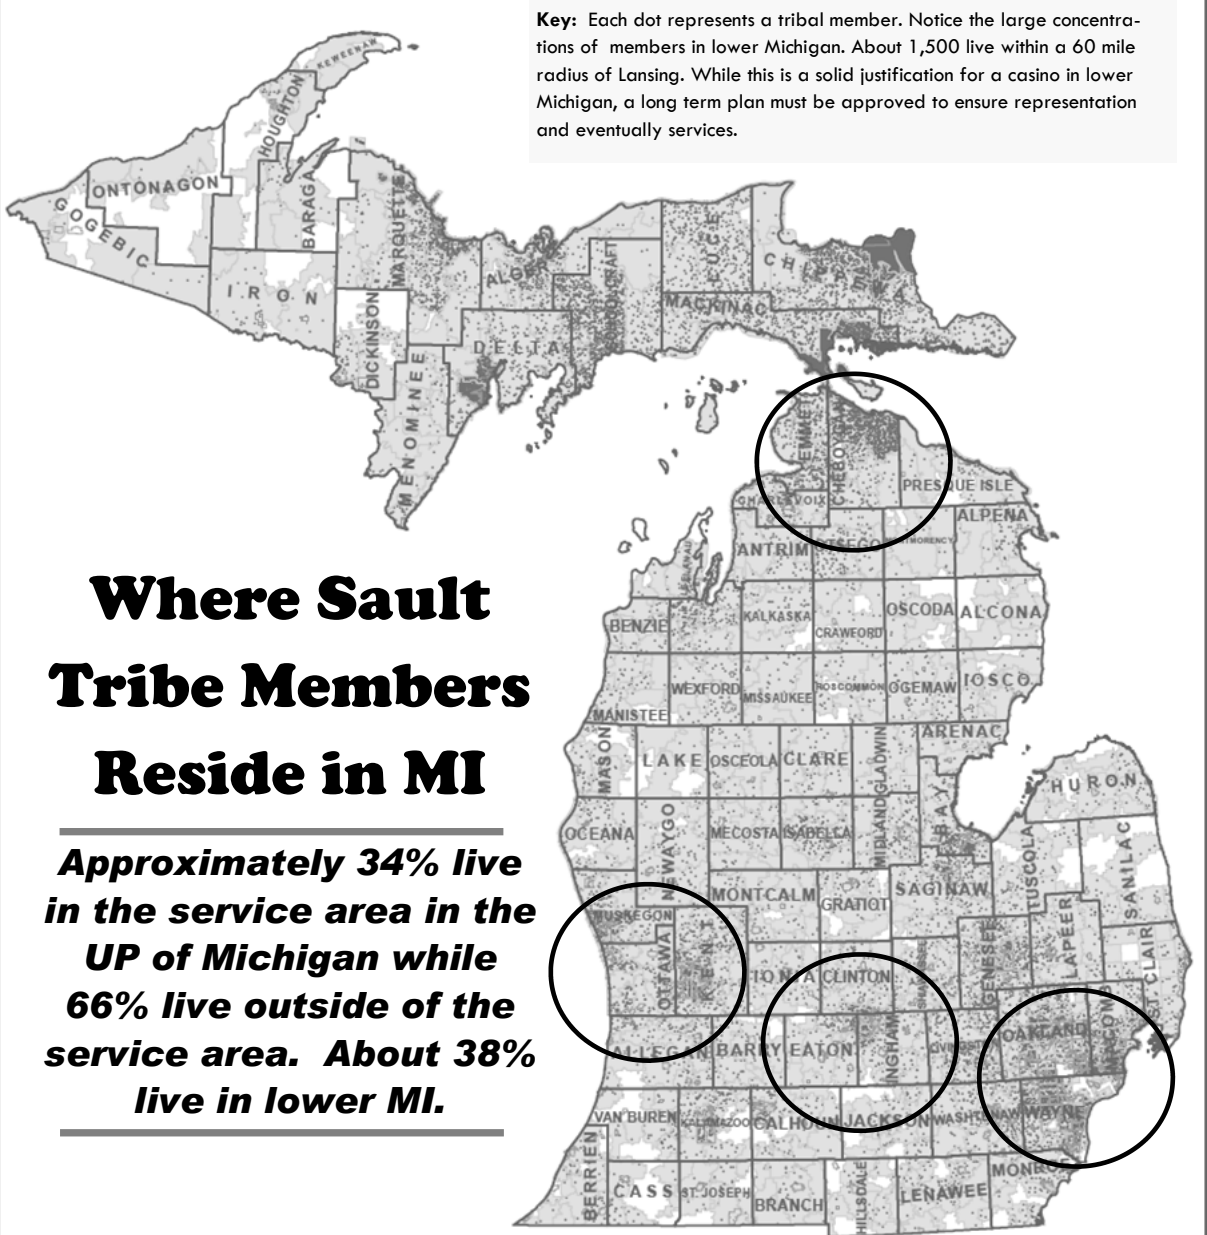 Key: Each dot represents a tribal member. Notice the large concentra-
tions of members in lower Michigan. About 1,500 live within a 60 mile
radius of Lansing. While this is a solid justification for a casino in lower
Michigan, a long term plan must be approved to ensure representation
and eventually services.
KEWEENAW
HOUGHTON
ONTONAGON
GOGEBIC
BARAGA
MARQUETTE
IRON
DICKINSON
MENOMINEE
ALGER
DELTA
SCHOOLCRAFT
LUCE
MACKINAC
CHIPPEWA
EMMET
CHEBOYGAN
PRESQUE ISLE
CHARLEVOIX
ALPENA
ANTRIM
OTSEGO
MONTMORENCY
LEELANAU
BENZIE
KALKASKA
CRAWFORD
OSCODA
ALCONA
MANISTEE
WEXFORD
MISSAUKEE
ROSCOMMON
OGEMAW
IOSCO
Where Sault
Tribe Members
Reside in MI
MASON
LAKE
OSCEOLA
CLARE
GLADWIN
ARENAC
HURON
OCEANA
NEWAYGO
MECOSTA
ISABELLA
MIDLAND
BAY
TUSCOLA
SANILAC
Approximately 34% live
in the service area in the
UP of Michigan while
66% live outside of the
service area. About 38%
live in lower MI.
MUSKEGON
MONTCALM
GRATIOT
SAGINAW
OTTAWA
KENT
IONIA
CLINTON
GENESEE
LAPEER
ST. CLAIR
ALLEGAN
BARRY
EATON
INGHAM
LIVINGSTON
OAKLAND
MACOMB
VAN BUREN
KALAMAZOO
CALHOUN
JACKSON
WASHTENAW
WAYNE
BERRIEN
CASS
ST. JOSEPH
BRANCH
HILLSDALE
LENAWEE
MONROE